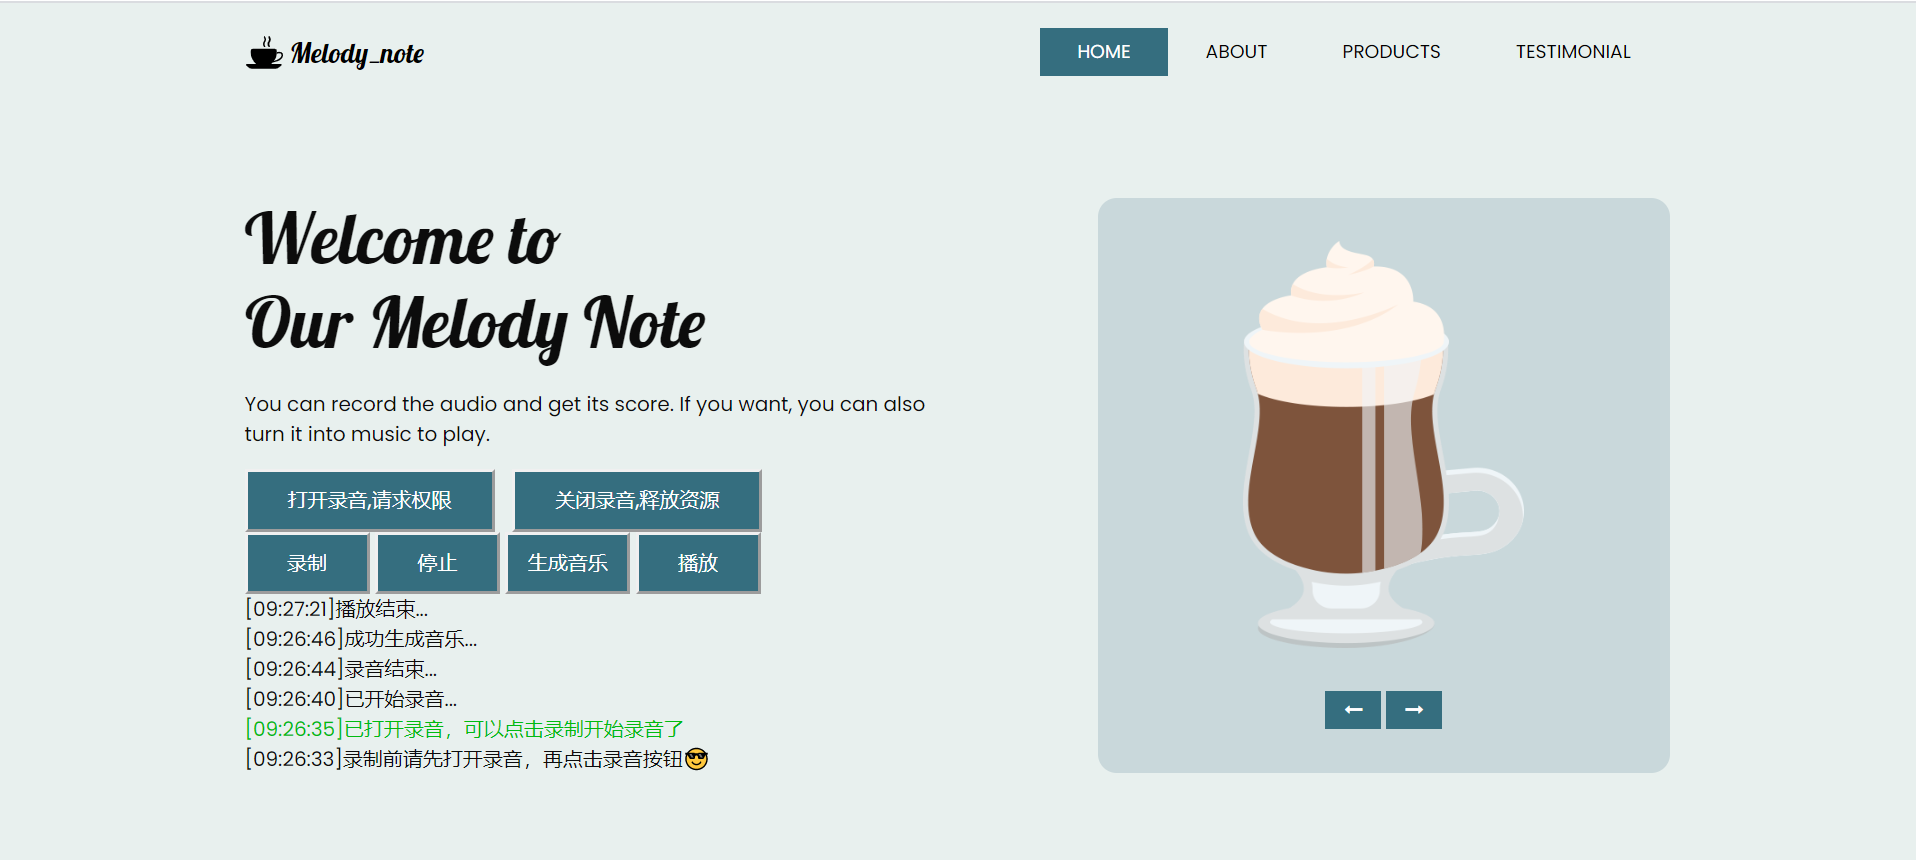 Melody_note
HOME ABOUT PRODUCTS TESTIMONIAL
Welcome to
Our Melody Note
You can record the audio and get its score. If you want, you can also
turn it into music to play.
打开录音,请求权限 关闭录音,释放资源
录制 停止 生成音乐 播放
[09:27:21]播放结束...
[09:26:46]成功生成音乐...
[09:26:44]录音结束...
[09:26:40]已开始录音...
[09:26:35]已打开录音，可以点击录制开始录音了
[09:26:33]录制前请先打开录音，再点击录音按钮😎